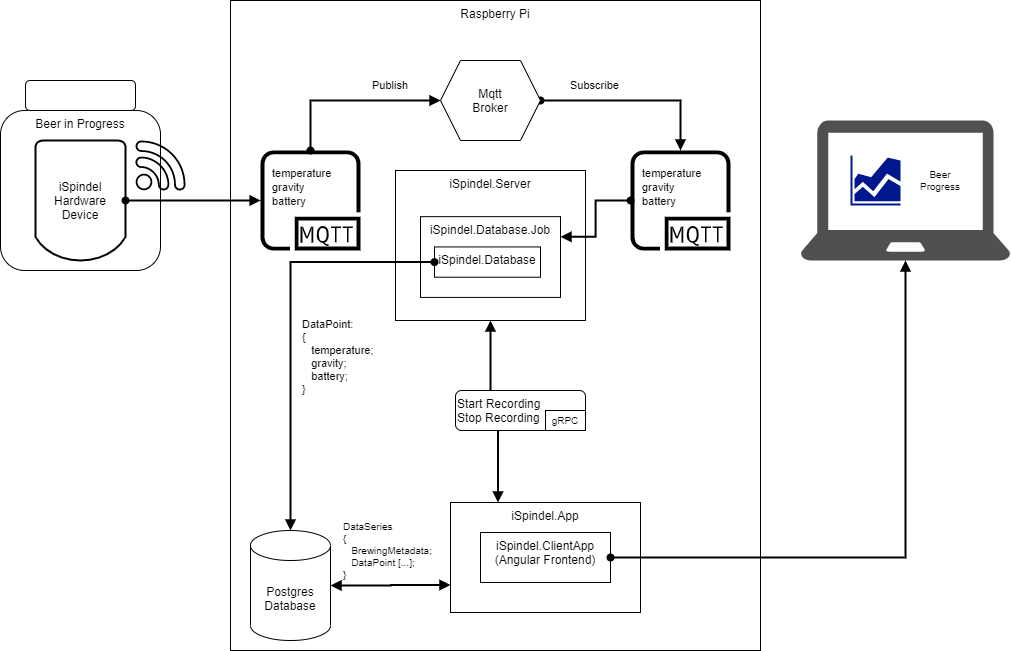 Raspberry Pi
Publish
Mqtt
Broker
Subscribe
Beer in Progress
iSpindel
Hardware
Device
temperature
gravity
battery
MQTT
iSpindel.Server
iSpindel.Database.Job
iSpindel.Database
temperature
gravity
battery
MQTT
Beer
Progress
DataPoint:
{
temperature;
gravity;
battery;
}
Start Recording
Stop Recording
gRPC
DataSeries
{
BrewingMetadata;
DataPoint [...];
}
Postgres
Database
iSpindel.App
iSpindel.ClientApp
(Angular Frontend)